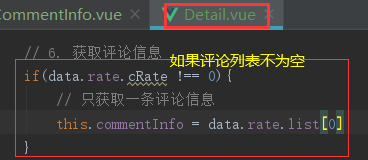 CommentInfo.vue
Detail.vue
// 6. 获取评论信息
如果评论列表不为空
if(data.rate.cRate !== 0){
// 只获取一条评论信息
this.commentInfo = data.rate.list[0]
}